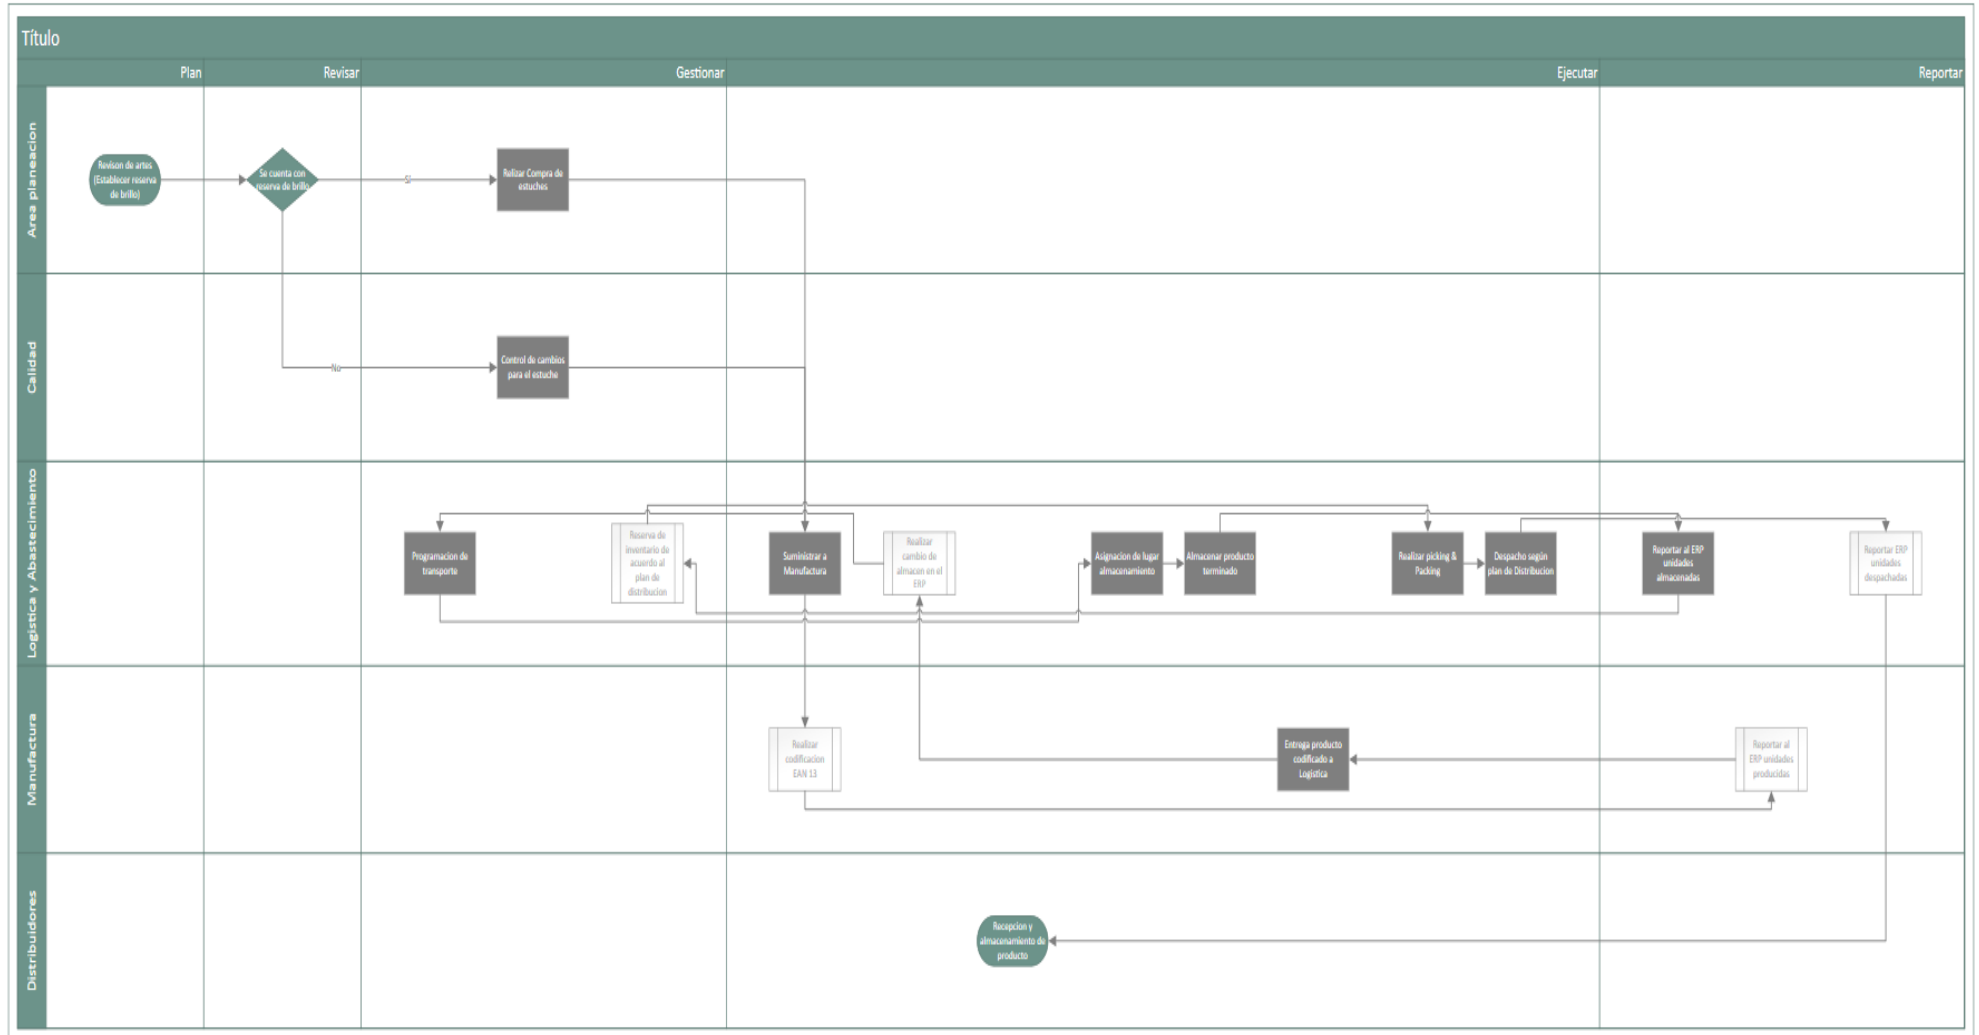 Título
Plan
Revisar
Gestionar
Ejecutar
Reportar
Area planeacion
Revison de artes
(Establecer reserva
de brillo)
Se cuenta con
reserva de brillo
Si
Relizar Compra de
estuches
Calidad
No
Control de cambios
para el estuche
Logistica y Abastecimiento
Programacion de
transporte
Reserva de
inventario de
acuerdo al
plan de
distribucion
Suministrar a
Manufactura
Realizar
cambio de
almacen en el
ERP
Asignacion de lugar
almacenamiento
Almacenar producto
terminado
Realizar picking &
Packing
Despacho según
plan de Distribucion
Reportar al ERP
unidades
almacenadas
Reportar ERP
unidades
despachadas
Manufactura
Realizar
codificacion
EAN 13
Entrega producto
codificado a
Logistica
Reportar al
ERP unidades
producidas
Distribuidores
Recepcion y
almacenamiento de
producto